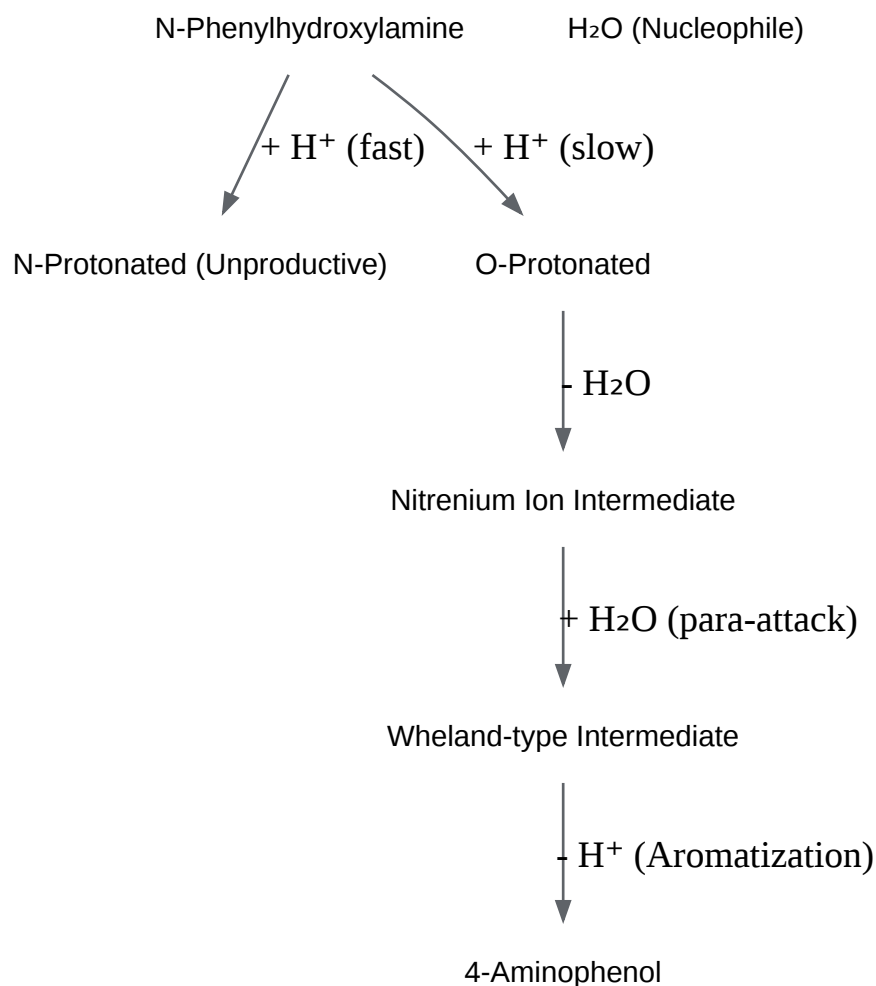 N-Phenylhydroxylamine
H₂O (Nucleophile)
+ H⁺ (fast)
+ H⁺ (slow)
N-Protonated (Unproductive)
O-Protonated
- H₂O
Nitrenium Ion Intermediate
+ H₂O (para-attack)
Wheland-type Intermediate
- H⁺ (Aromatization)
4-Aminophenol